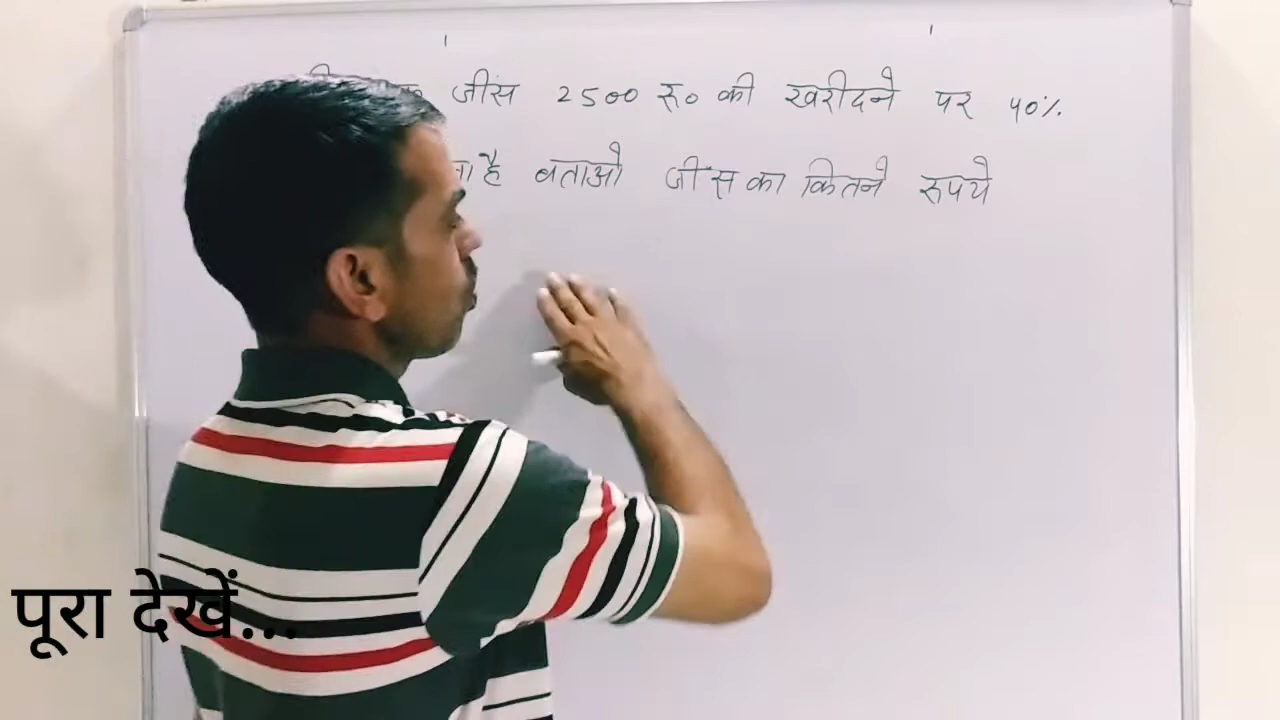 जींस 2500 रू० की खरीदने पर 40%
है बताओ जींस का कितने रूपये
पूरा देखें...